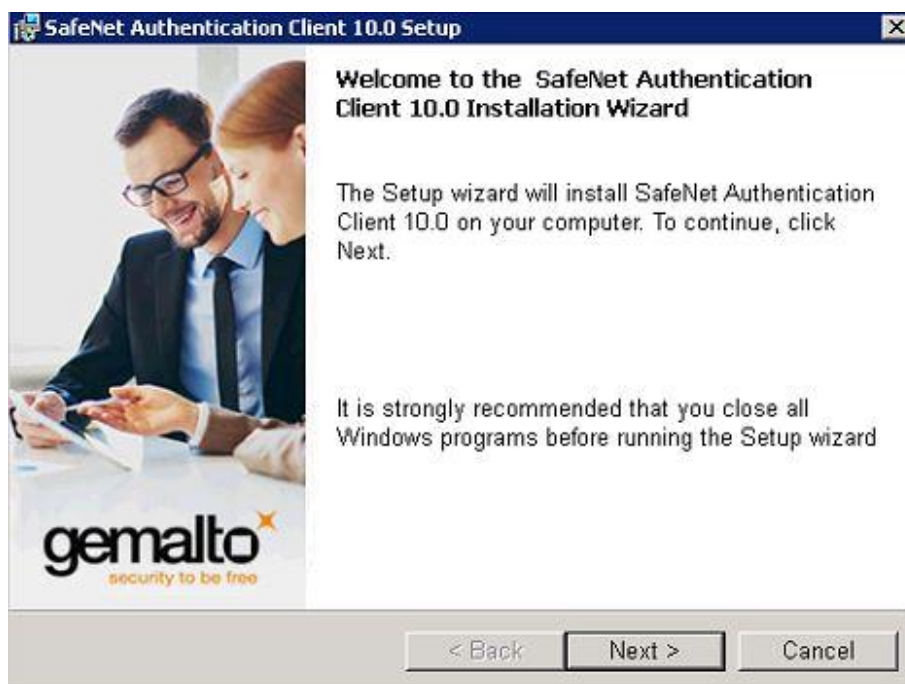 SafeNet Authentication Client 10.0 Setup
Welcome to the SafeNet Authentication
Client 10.0 Installation Wizard
The Setup wizard will install SafeNet Authentication
Client 10.0 on your computer. To continue, click
Next.
It is strongly recommended that you close all
Windows programs before running the Setup wizard
gemalto
security to be free
< Back
Next >
Cancel